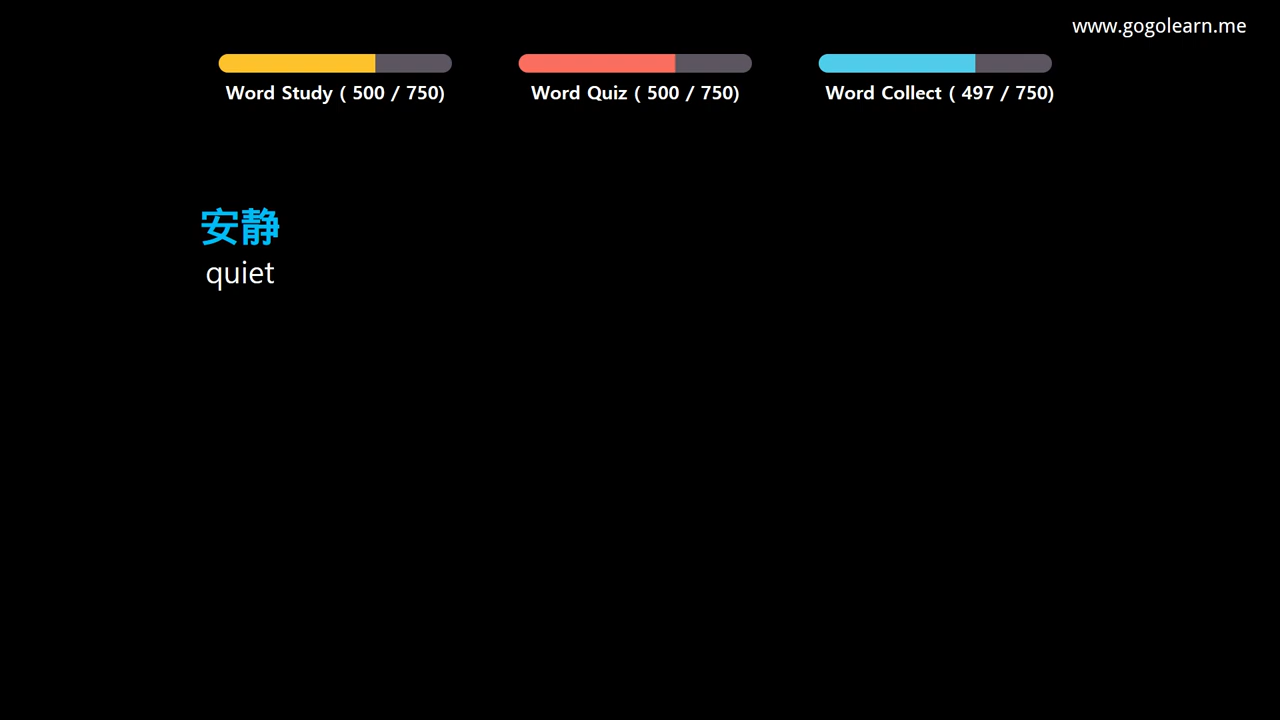 www.gogolearn.me
Word Study ( 500 / 750)
Word Quiz ( 500 / 750)
Word Collect ( 497 / 750)
安静
quiet